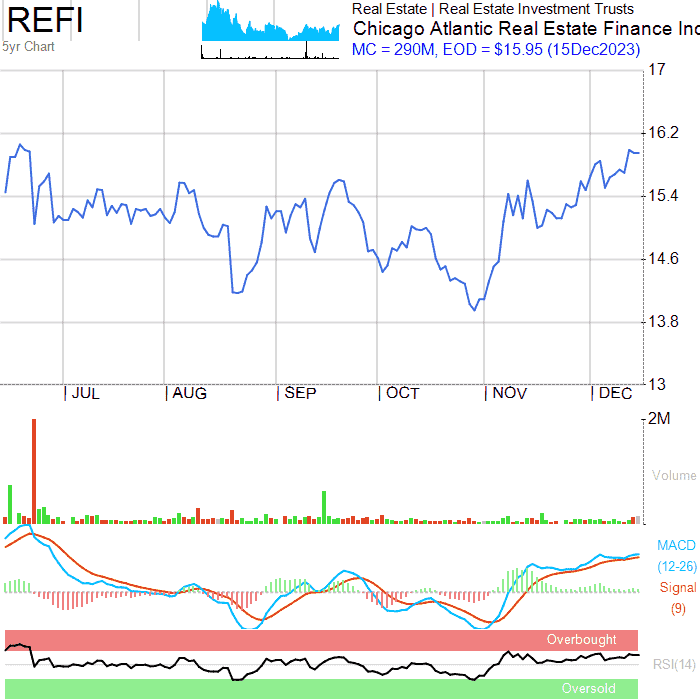 REFI
5yr Chart
Real Estate | Real Estate Investment Trusts
Chicago Atlantic Real Estate Finance Inc
MC = 290M, EOD = $15.95 (15Dec2023)
17
16.2
15.4
14.6
13.8
13
JUL AUG SEP OCT NOV DEC
2M
Volume
MACD
(12-26)
Signal
(9)
Overbought
RSI(14)
Oversold